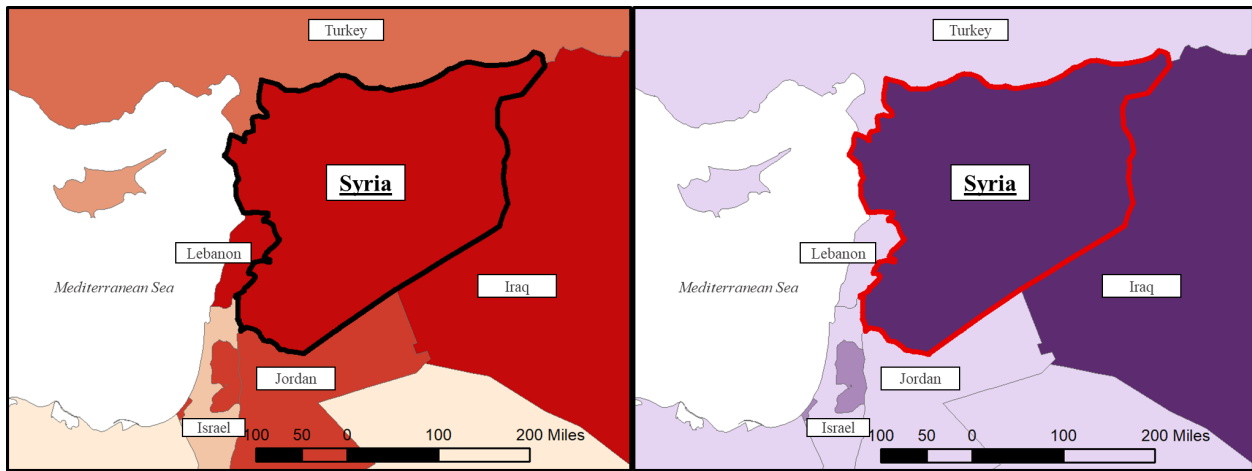 Turkey
Syria
Lebanon
Mediterranean Sea
Iraq
Jordan
Israel
100 50 0 100 200 Miles
Turkey
Syria
Lebanon
Mediterranean Sea
Iraq
Jordan
Israel
100 50 0 100 200 Miles